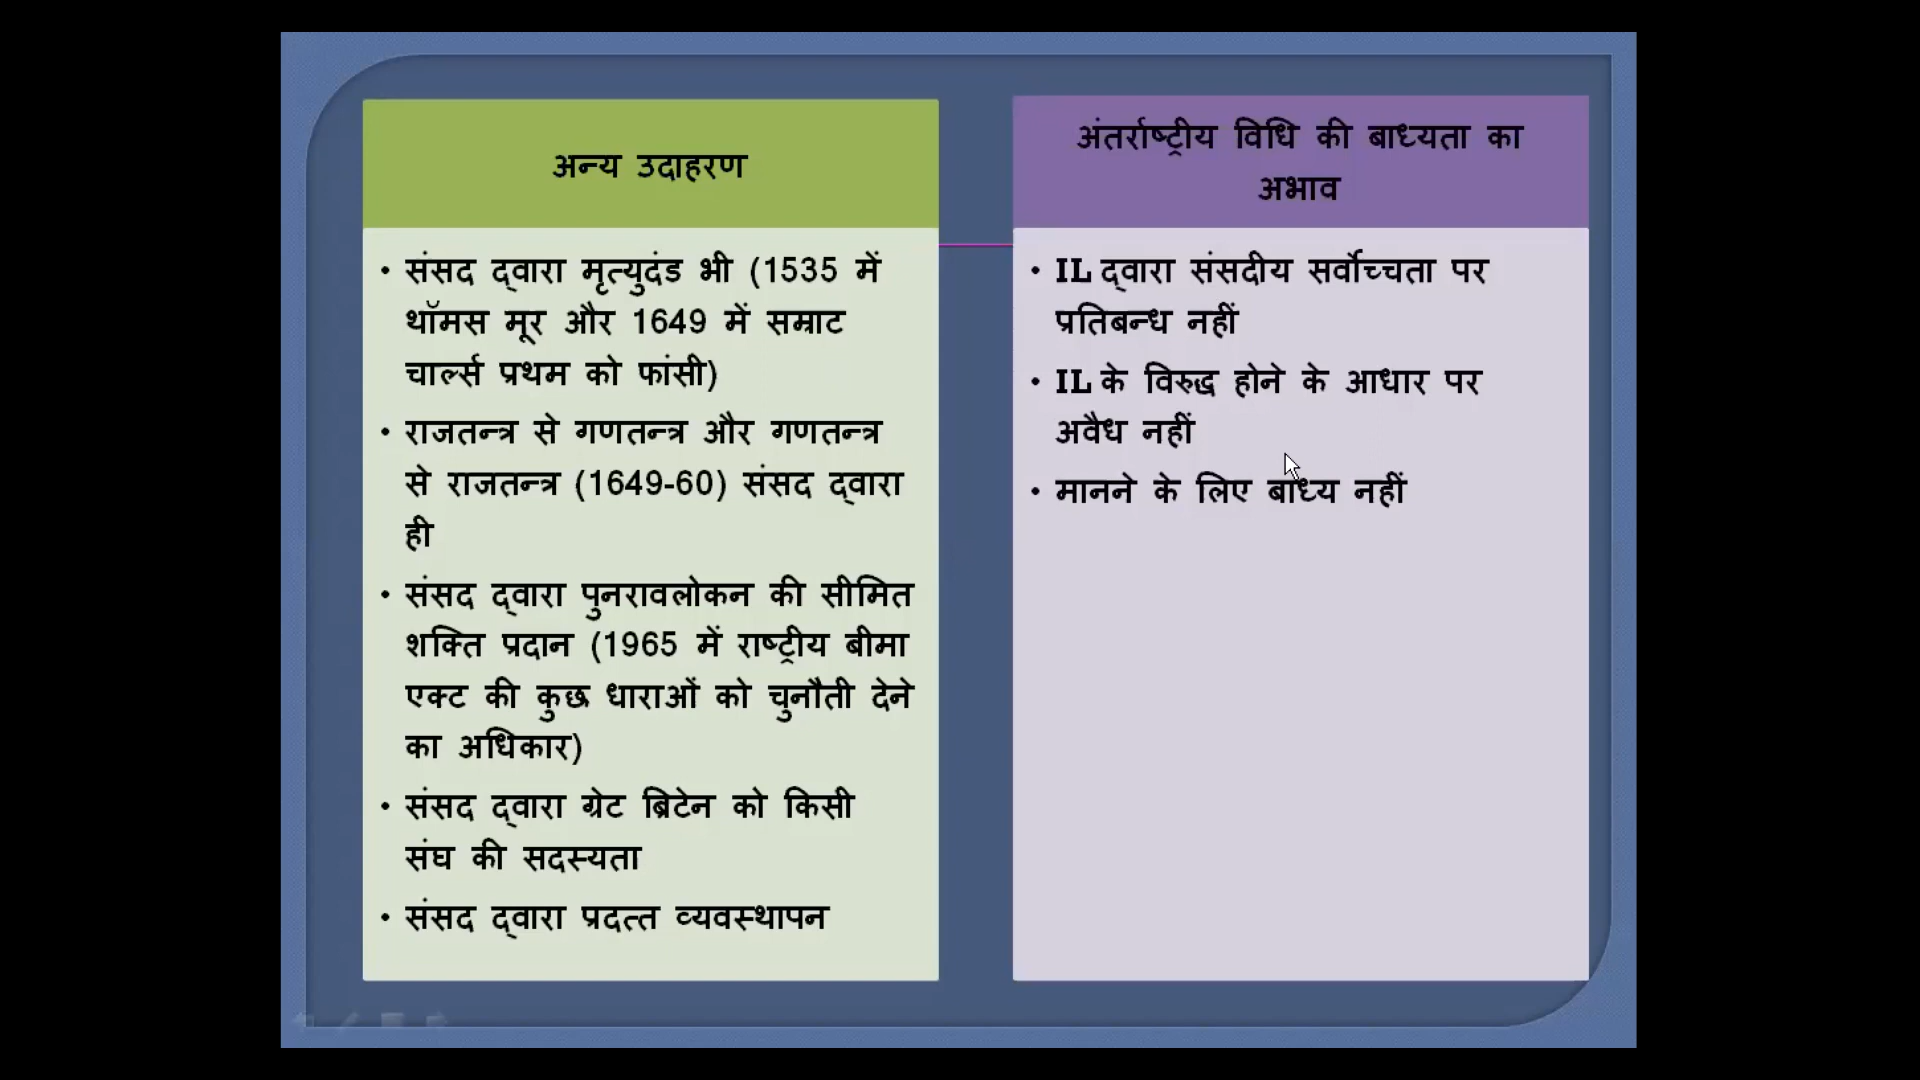 अन्य उदाहरण
• संसद द्वारा मृत्युदंड भी (1535 में
थॉमस मूर और 1649 में सम्राट
चार्ल्स प्रथम को फांसी)
• राजतन्त्र से गणतन्त्र और गणतन्त्र
से राजतन्त्र (1649-60) संसद द्वारा
ही
• संसद द्वारा पुनरावलोकन की सीमित
शक्ति प्रदान (1965 में राष्ट्रीय बीमा
एक्ट की कुछ धाराओं को चुनौती देने
का अधिकार)
• संसद द्वारा ग्रेट ब्रिटेन को किसी
संघ की सदस्यता
• संसद द्वारा प्रदत्त व्यवस्थापन
अंतर्राष्ट्रीय विधि की बाध्यता का
अभाव
• IL द्वारा संसदीय सर्वोच्चता पर
प्रतिबन्ध नहीं
• IL के विरुद्ध होने के आधार पर
अवैध नहीं
• मानने के लिए बाध्य नहीं